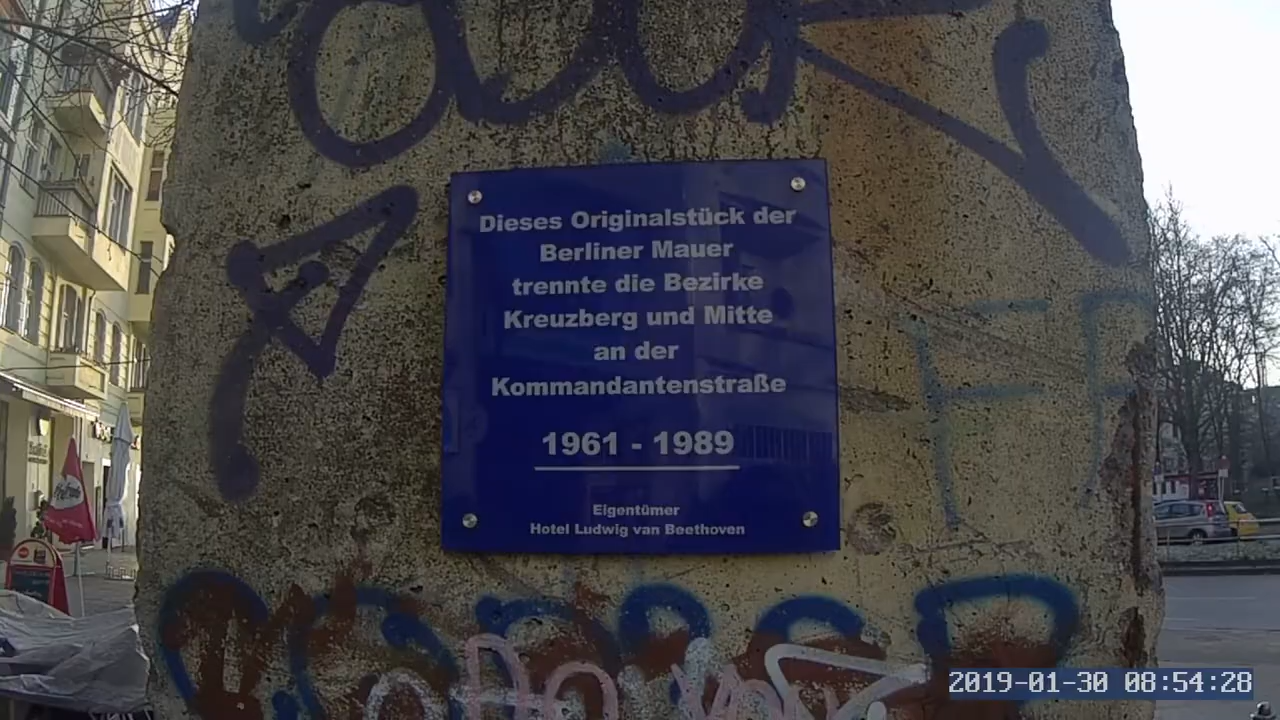 Dieses Originalstück der
Berliner Mauer
trennte die Bezirke
Kreuzberg und Mitte
an der
Kommandantenstraße
1961 - 1989
Eigentümer
Hotel Ludwig van Beethoven
2019-01-30 08:54:28